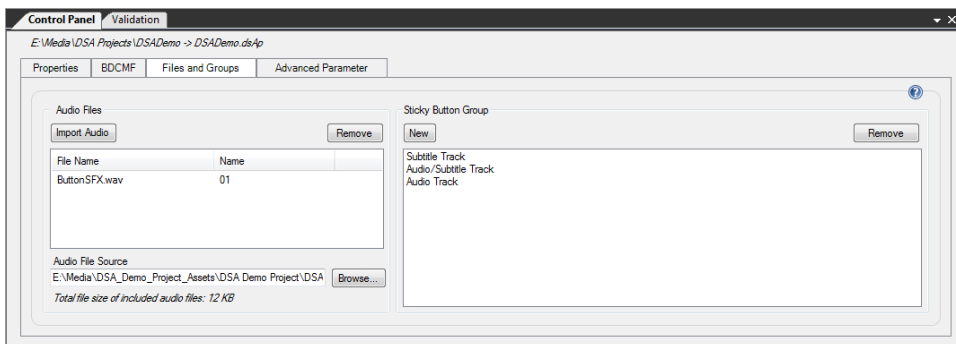 Control Panel Validation
E:\Media\DSA Projects\DSADemo -> DSADemo.dsAp
Properties BDCMF Files and Groups Advanced Parameter
Audio Files
Import Audio Remove
File Name Name
ButtonSFX.wav 01
Audio File Source
E:\Media\DSA_Demo_Project_Assets\DSA Demo Project\DSA Browse...
Total file size of included audio files: 12 KB
Sticky Button Group
New Remove
Subtitle Track
Audio/Subtitle Track
Audio Track